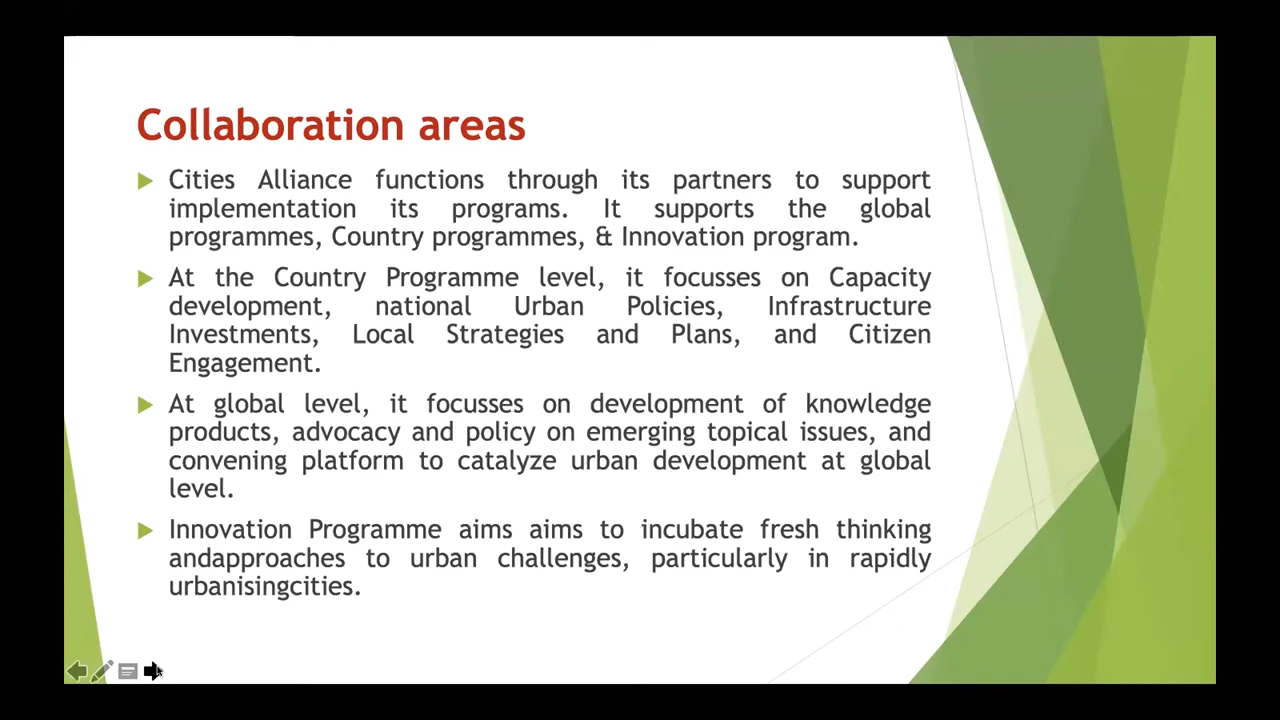 Collaboration areas
Cities Alliance functions through its partners to support
implementation its programs. It supports the global
programmes, Country programmes, & Innovation program.
At the Country Programme level, it focusses on Capacity
development, national Urban Policies, Infrastructure
Investments, Local Strategies and Plans, and Citizen
Engagement.
At global level, it focusses on development of knowledge
products, advocacy and policy on emerging topical issues, and
convening platform to catalyze urban development at global
level.
Innovation Programme aims aims to incubate fresh thinking
andapproaches to urban challenges, particularly in rapidly
urbanisingcities.